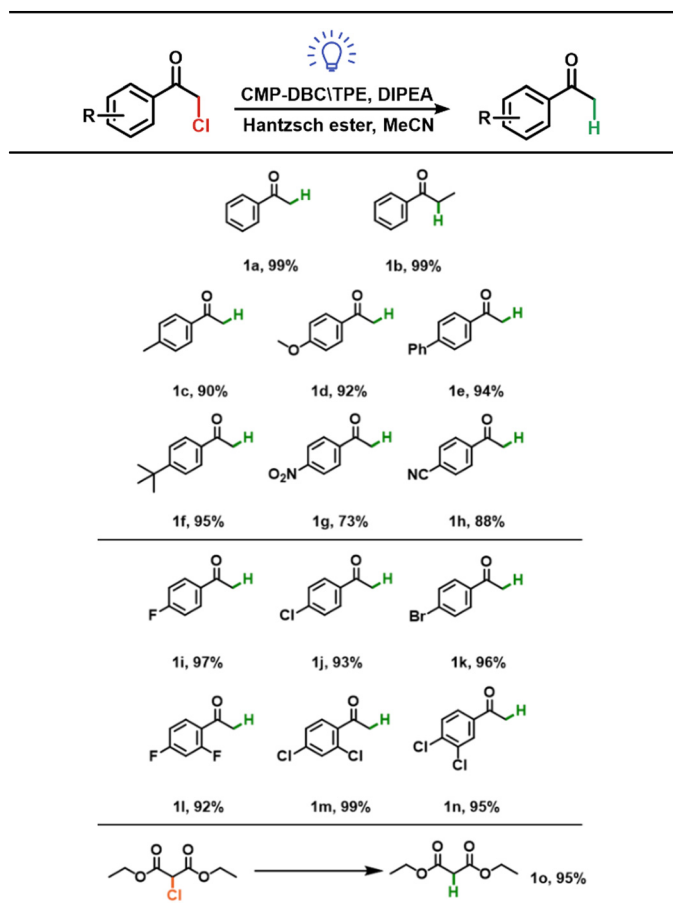 O
R
Cl
CMP-DBC\TPE, DIPEA
Hantzsch ester, MeCN
O
R
H
O
H
1a, 99%
O
H
1b, 99%
O
H
1c, 90%
O
H
O
1d, 92%
O
H
Ph
1e, 94%
O
H
1f, 95%
O
H
O2N
1g, 73%
O
H
NC
1h, 88%
O
H
F
1i, 97%
O
H
Cl
1j, 93%
O
H
Br
1k, 96%
O
H
F
F
1l, 92%
O
H
Cl
Cl
1m, 99%
O
H
Cl
Cl
1n, 95%
O O
O O
Cl
O O
O O
H
1o, 95%